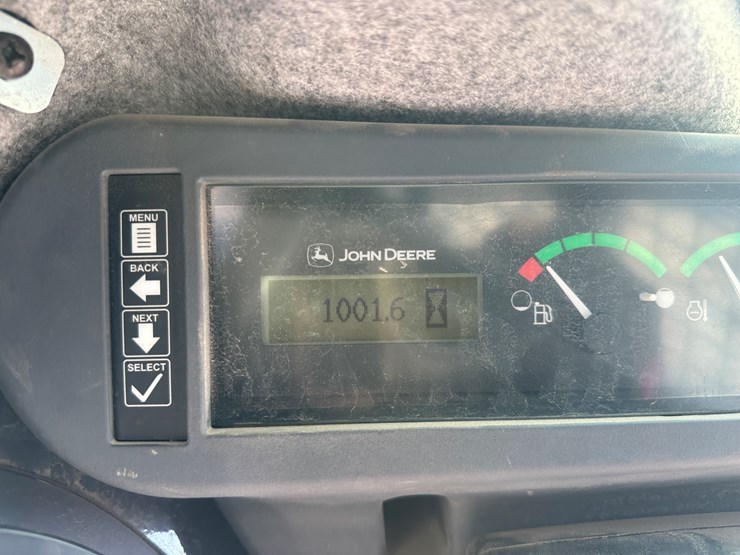 MENU
BACK
NEXT
SELECT
JOHN DEERE
1001.6